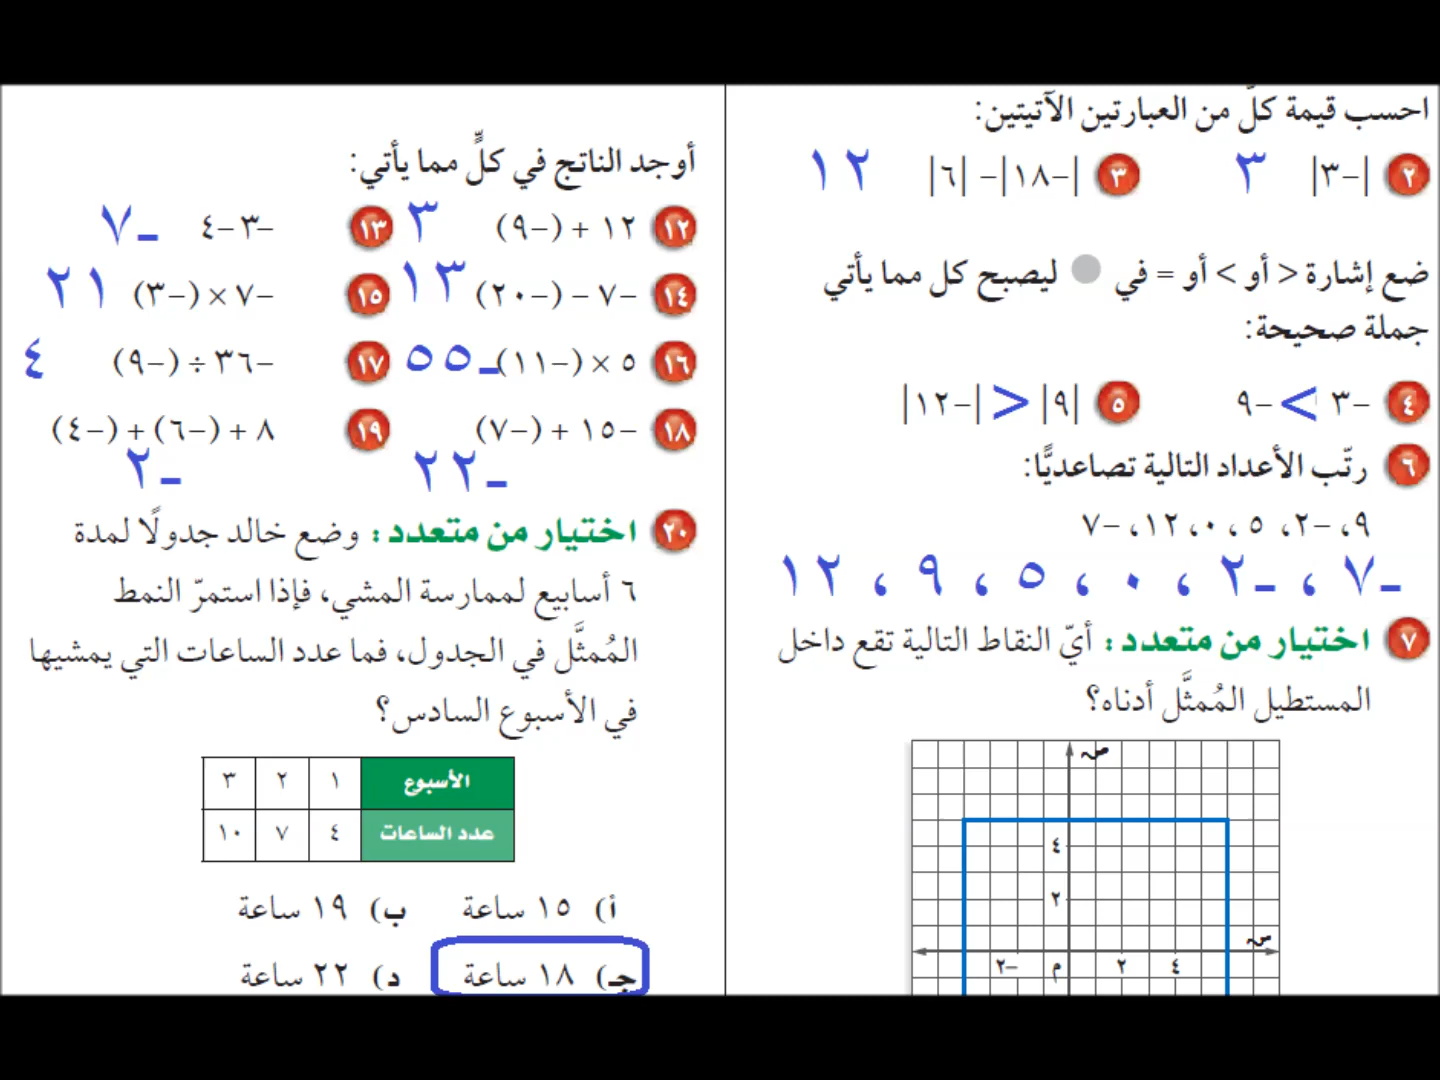 احسب قيمة كلّ من العبارتين الآتيتين:
٢ |-٣| ٣ ٣ |-١٨| - |٦| ١٢
ضع إشارة < أو > أو = في ليصبح كل مما يأتي
جملة صحيحة:
٤ -٣ > -٩ ٥ |٩| < |-١٢|
٦ رتّب الأعداد التالية تصاعديًّا:
٩، -٢، ٥، ٠، ١٢، -٧
-٧ ، -٢ ، ٠ ، ٥ ، ٩ ، ١٢
٧ اختيار من متعدد: أيّ النقاط التالية تقع داخل
المستطيل المُمثَّل أدناه؟
ص
٤
٢
س
-٢ م ٢ ٤
أوجد الناتج في كلٍّ مما يأتي:
١٢ ١٢ + (-٩) ٣ ١٣ -٣ - ٤ -٧
١٤ -٧ - (-٢٠) ١٣ ١٥ -٧ × (-٣) ٢١
١٦ ٥ × (-١١) -٥٥ ١٧ -٣٦ ÷ (-٩) ٤
١٨ -١٥ + (-٧) ١٩ ٨ + (-٦) + (-٤)
-٢٢ -٢
٢٠ اختيار من متعدد: وضع خالد جدولًا لمدة
٦ أسابيع لممارسة المشي، فإذا استمرّ النمط
المُمثَّل في الجدول، فما عدد الساعات التي يمشيها
في الأسبوع السادس؟
الأسبوع ١ ٢ ٣
عدد الساعات ٤ ٧ ١٠
أ) ١٥ ساعة ب) ١٩ ساعة
جـ) ١٨ ساعة د) ٢٢ ساعة